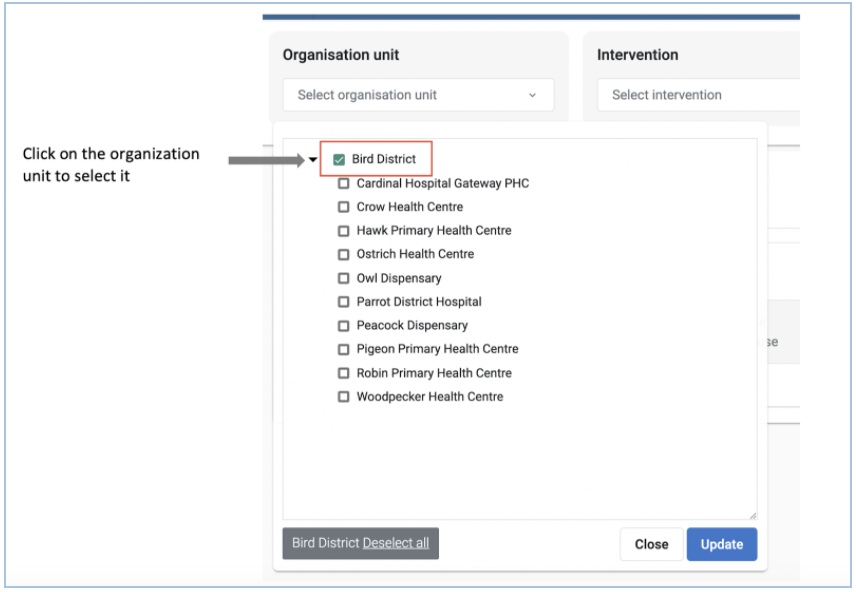 Organisation unit
Intervention
Select organisation unit
Select intervention
Click on the organization
unit to select it
Bird District
Cardinal Hospital Gateway PHC
Crow Health Centre
Hawk Primary Health Centre
Ostrich Health Centre
Owl Dispensary
Parrot District Hospital
Peacock Dispensary
se
Pigeon Primary Health Centre
Robin Primary Health Centre
Woodpecker Health Centre
Bird District Deselect all
Close
Update